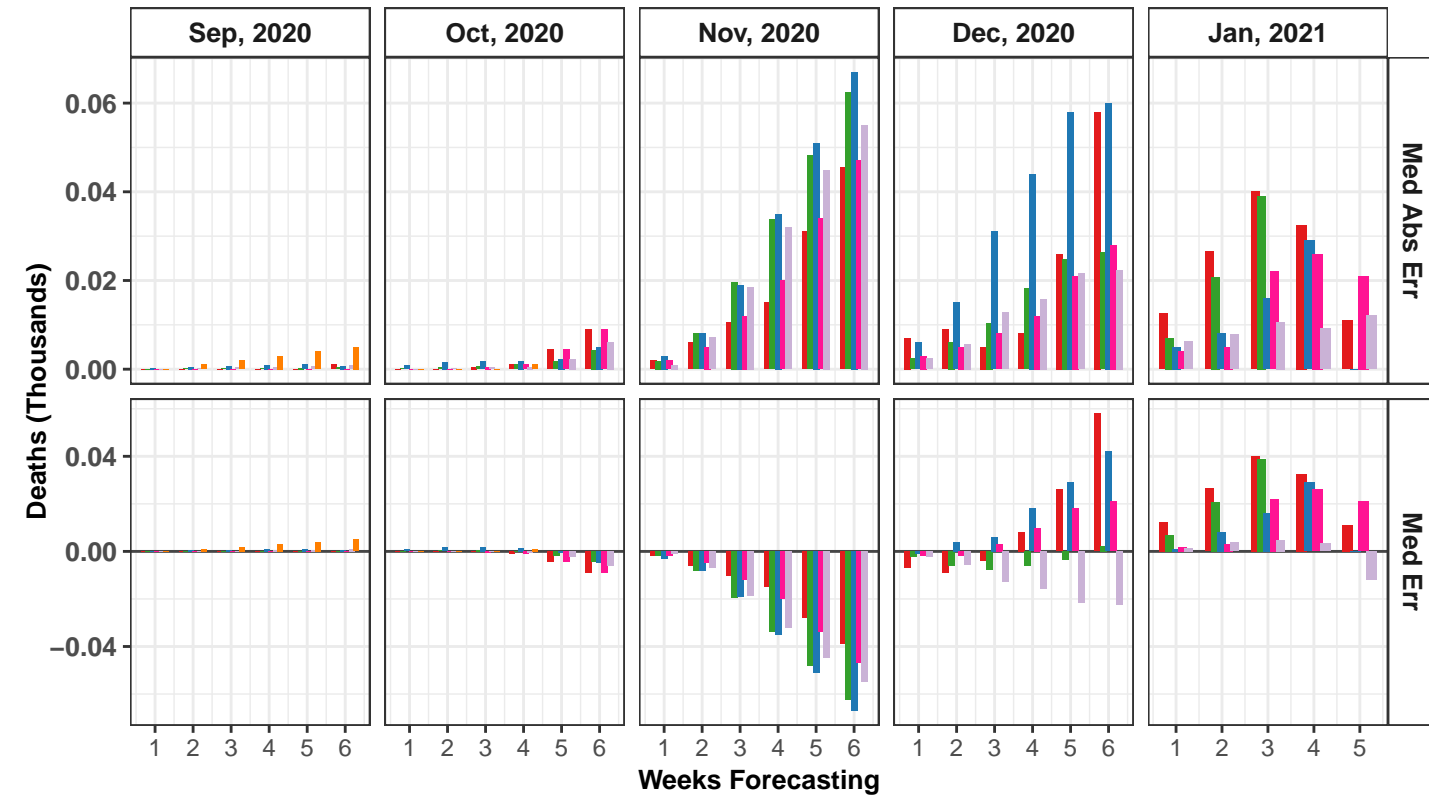 Sep, 2020
Oct, 2020
Nov, 2020
Dec, 2020
Jan, 2021
0.06
0.04
0.02
0.00
Med Abs Err
0.04
0.00
−0.04
Med Err
Deaths (Thousands)
1 2 3 4 5 6
1 2 3 4 5 6
1 2 3 4 5 6
1 2 3 4 5 6
1 2 3 4 5
Weeks Forecasting